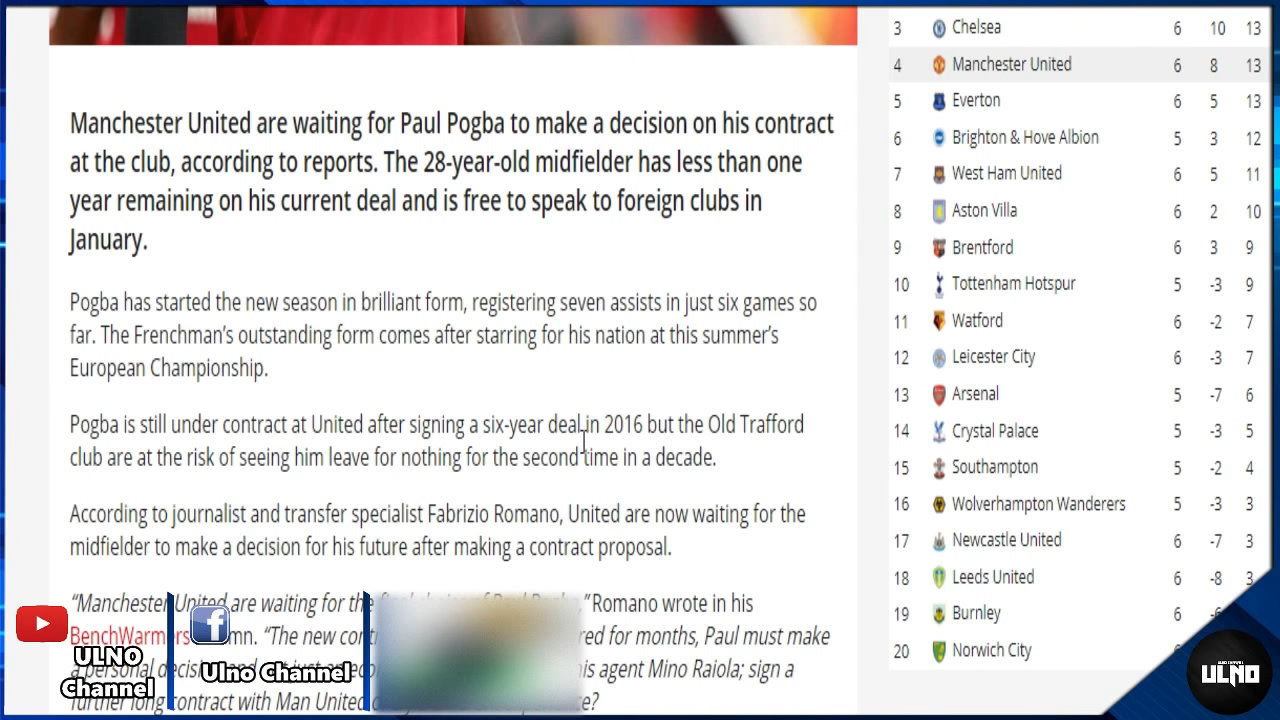 Manchester United are waiting for Paul Pogba to make a decision on his contract
at the club, according to reports. The 28-year-old midfielder has less than one
year remaining on his current deal and is free to speak to foreign clubs in
January.
Pogba has started the new season in brilliant form, registering seven assists in just six games so
far. The Frenchman's outstanding form comes after starring for his nation at this summer's
European Championship.
Pogba is still under contract at United after signing a six-year deal in 2016 but the Old Trafford
club are at the risk of seeing him leave for nothing for the second time in a decade.
According to journalist and transfer specialist Fabrizio Romano, United are now waiting for the
midfielder to make a decision for his future after making a contract proposal.
“Manchester United are waiting for the Romano wrote in his
BenchWarmers “The new for months, Paul must make
a personal his agent Mino Raiola; sign a
further long contract with Man United
3 Chelsea 6 10 13
4 Manchester United 6 8 13
5 Everton 6 5 13
6 Brighton & Hove Albion 5 3 12
7 West Ham United 6 5 11
8 Aston Villa 6 2 10
9 Brentford 6 3 9
10 Tottenham Hotspur 5 -3 9
11 Watford 6 -2 7
12 Leicester City 6 -3 7
13 Arsenal 5 -7 6
14 Crystal Palace 5 -3 5
15 Southampton 5 -2 4
16 Wolverhampton Wanderers 5 -3 3
17 Newcastle United 6 -7 3
18 Leeds United 6 -8 3
19 Burnley 6
20 Norwich City
ULNO
Channel
Ulno Channel
ULNO